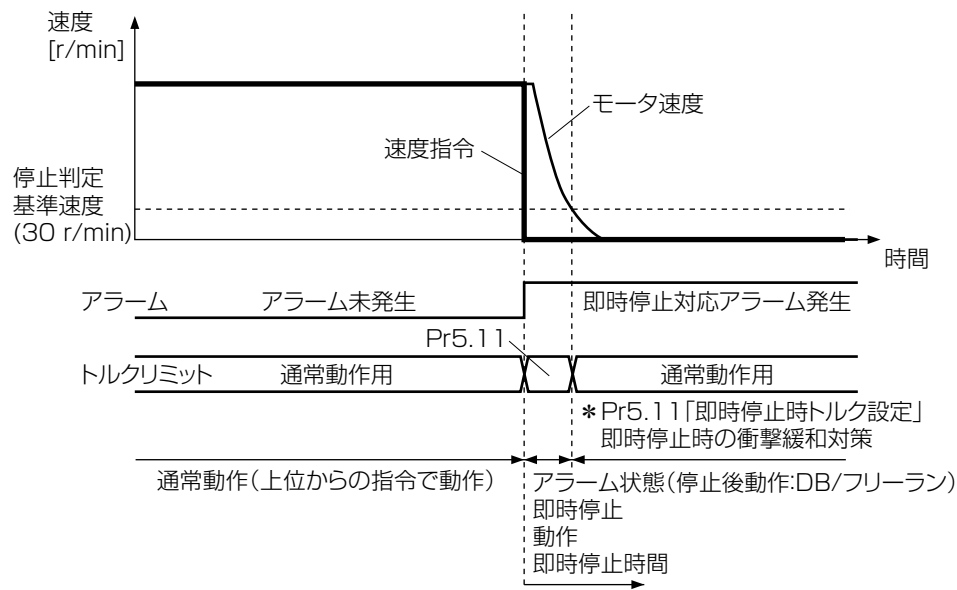 速度
[r/min]
モータ速度
速度指令
停止判定
基準速度
(30 r/min)
時間
アラーム
アラーム未発生
即時停止対応アラーム発生
Pr5.11
トルクリミット
通常動作用
通常動作用
＊Pr5.11「即時停止時トルク設定」
即時停止時の衝撃緩和対策
通常動作(上位からの指令で動作)
アラーム状態(停止後動作:DB/フリーラン)
即時停止
動作
即時停止時間